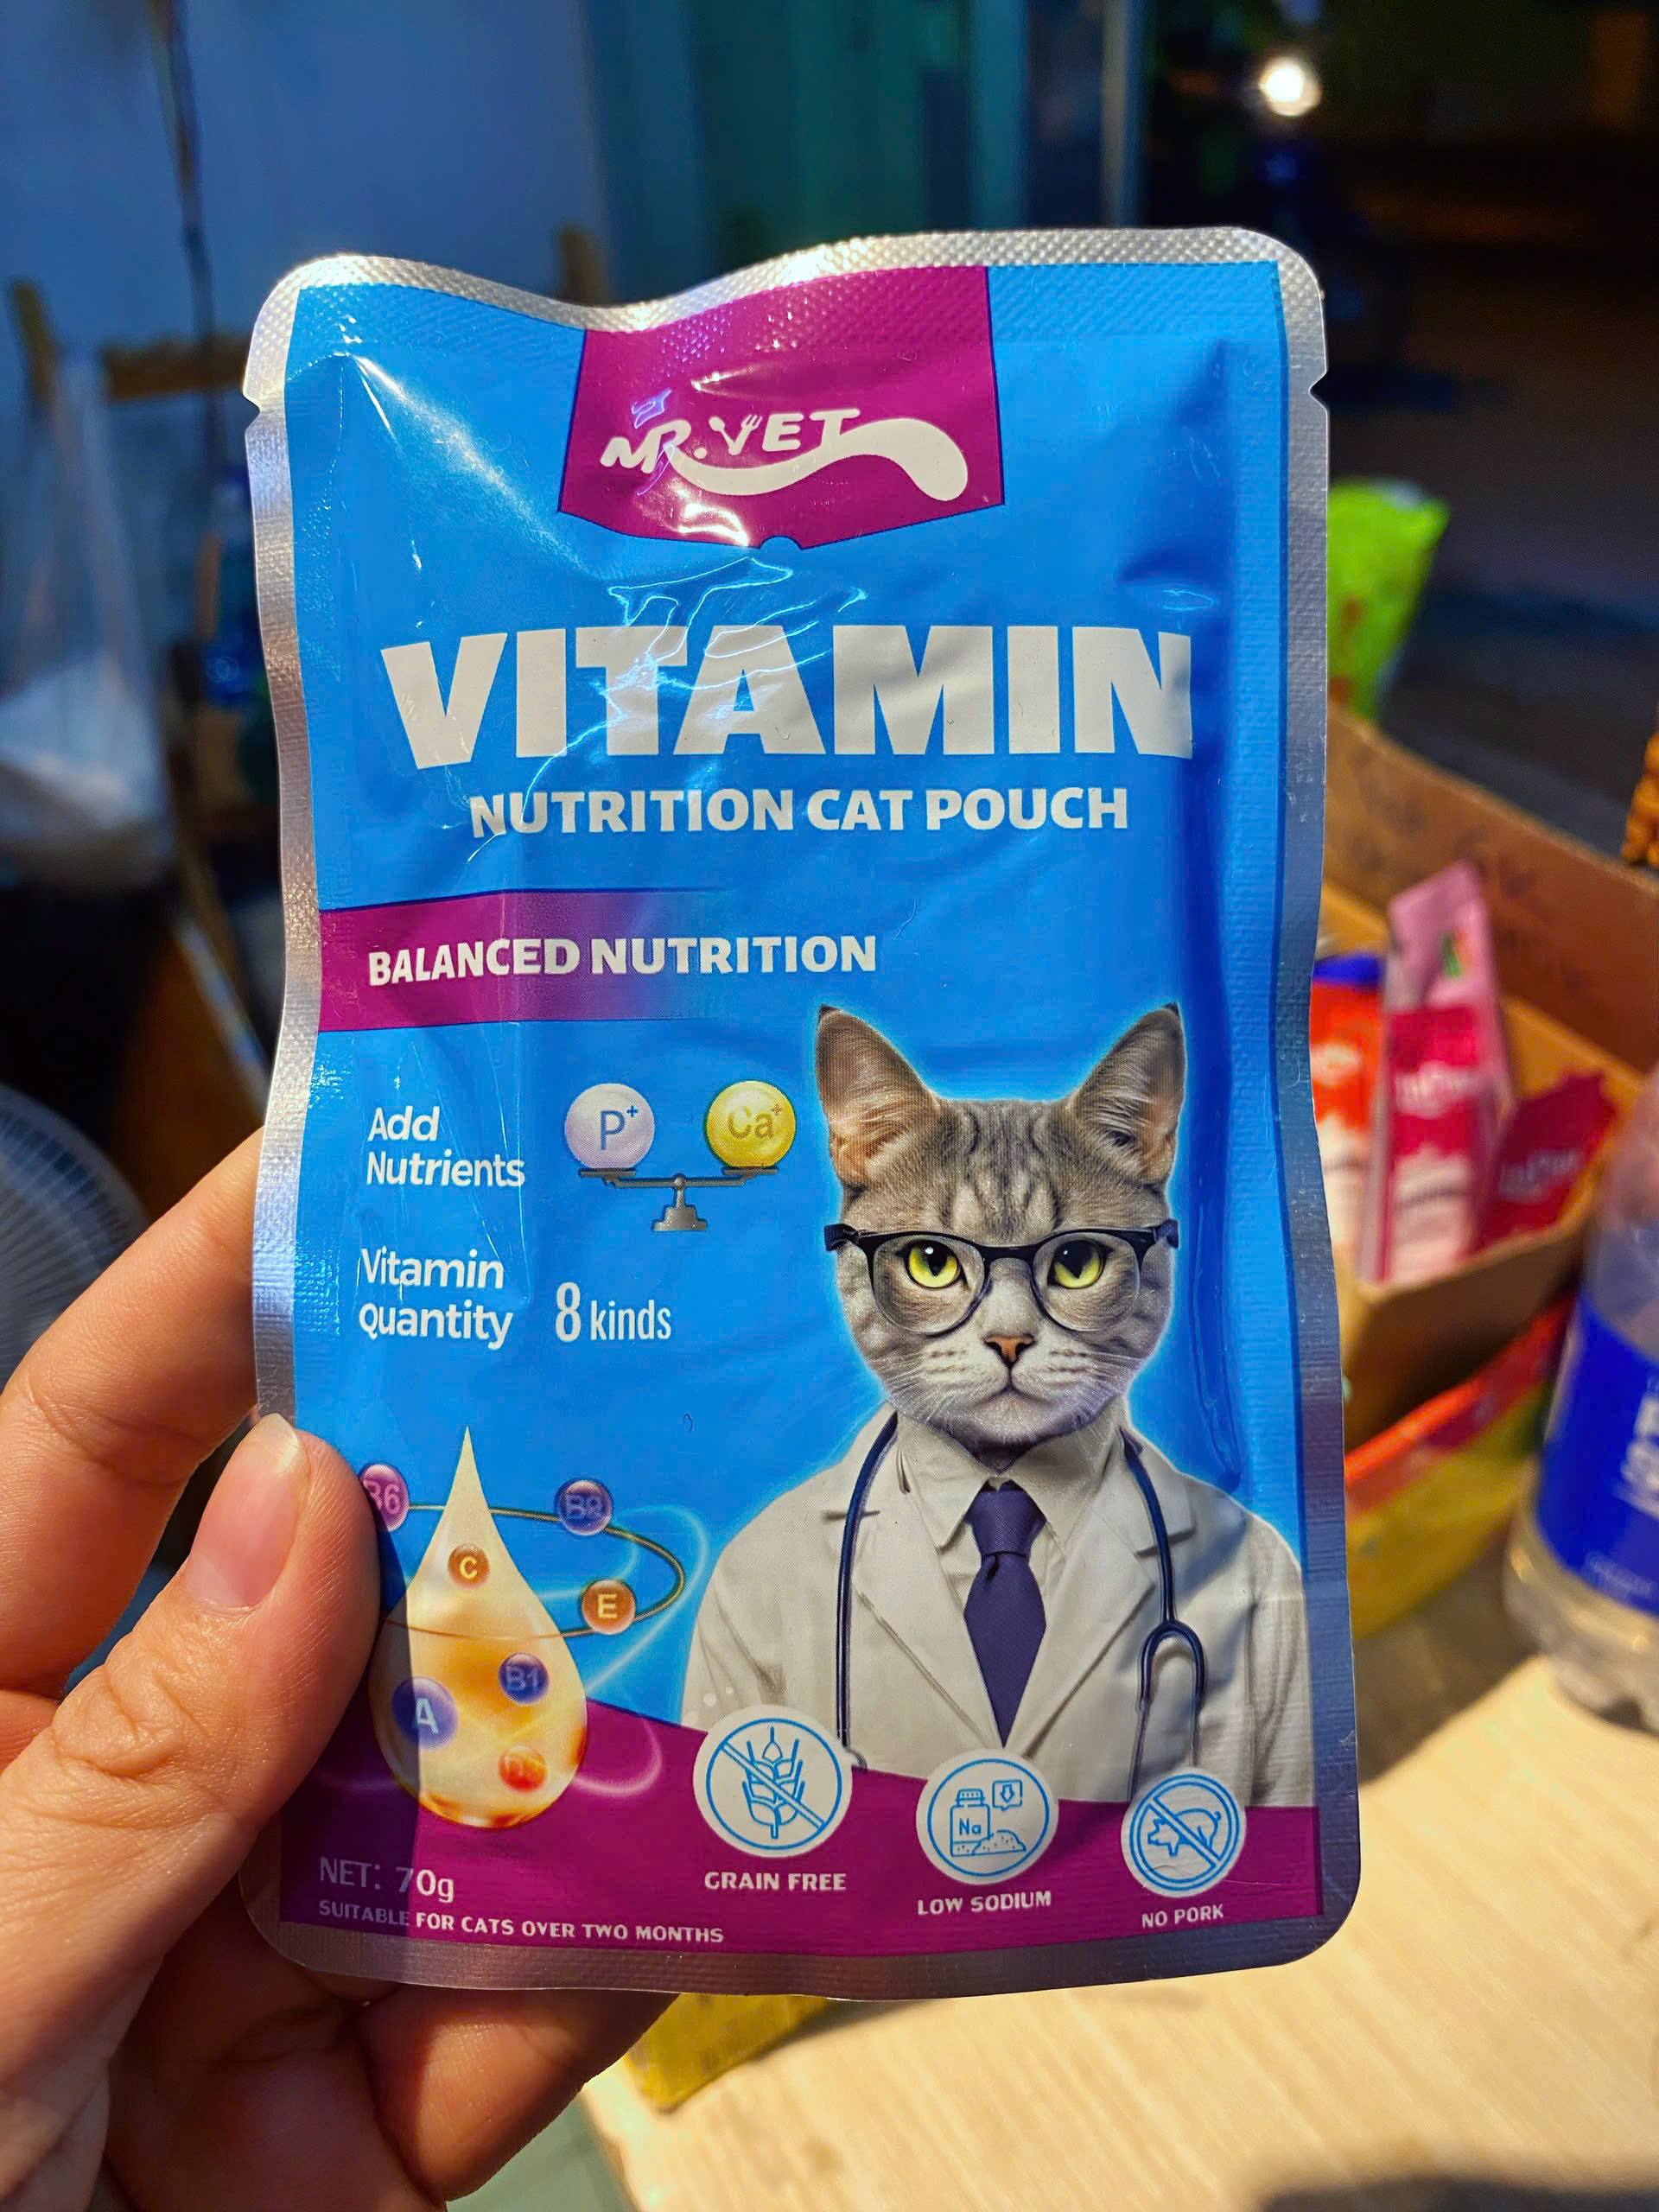 MR. VET
VITAMIN
NUTRITION CAT POUCH
BALANCED NUTRITION
Add
Nutrients
P+
Ca+
Vitamin
Quantity
8 kinds
B6
C
E
B1
A
Na
NET: 70g
SUITABLE FOR CATS OVER TWO MONTHS
GRAIN FREE
LOW SODIUM
NO PORK